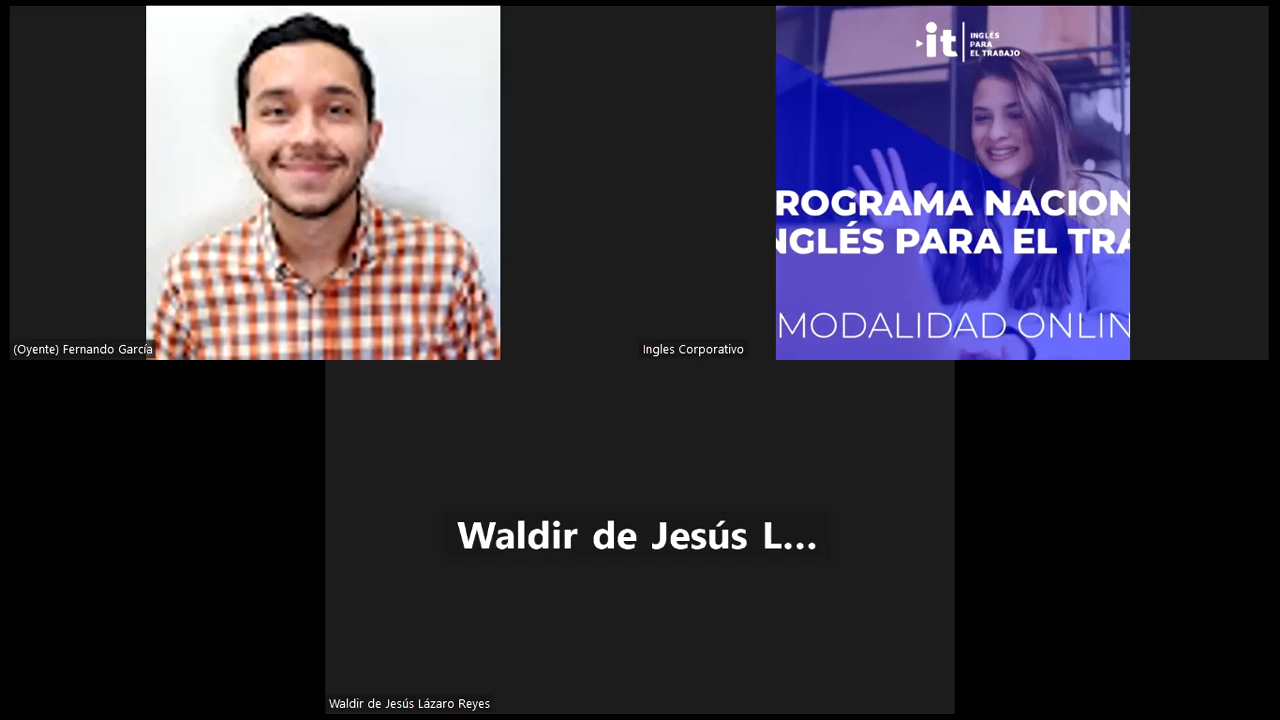 it
INGLÉS
PARA
EL TRABAJO
ROGRAMA NACION
NGLÉS PARA EL TRA
MODALIDAD ONLIN
(Oyente) Fernando García
Ingles Corporativo
Waldir de Jesús L...
Waldir de Jesús Lázaro Reyes